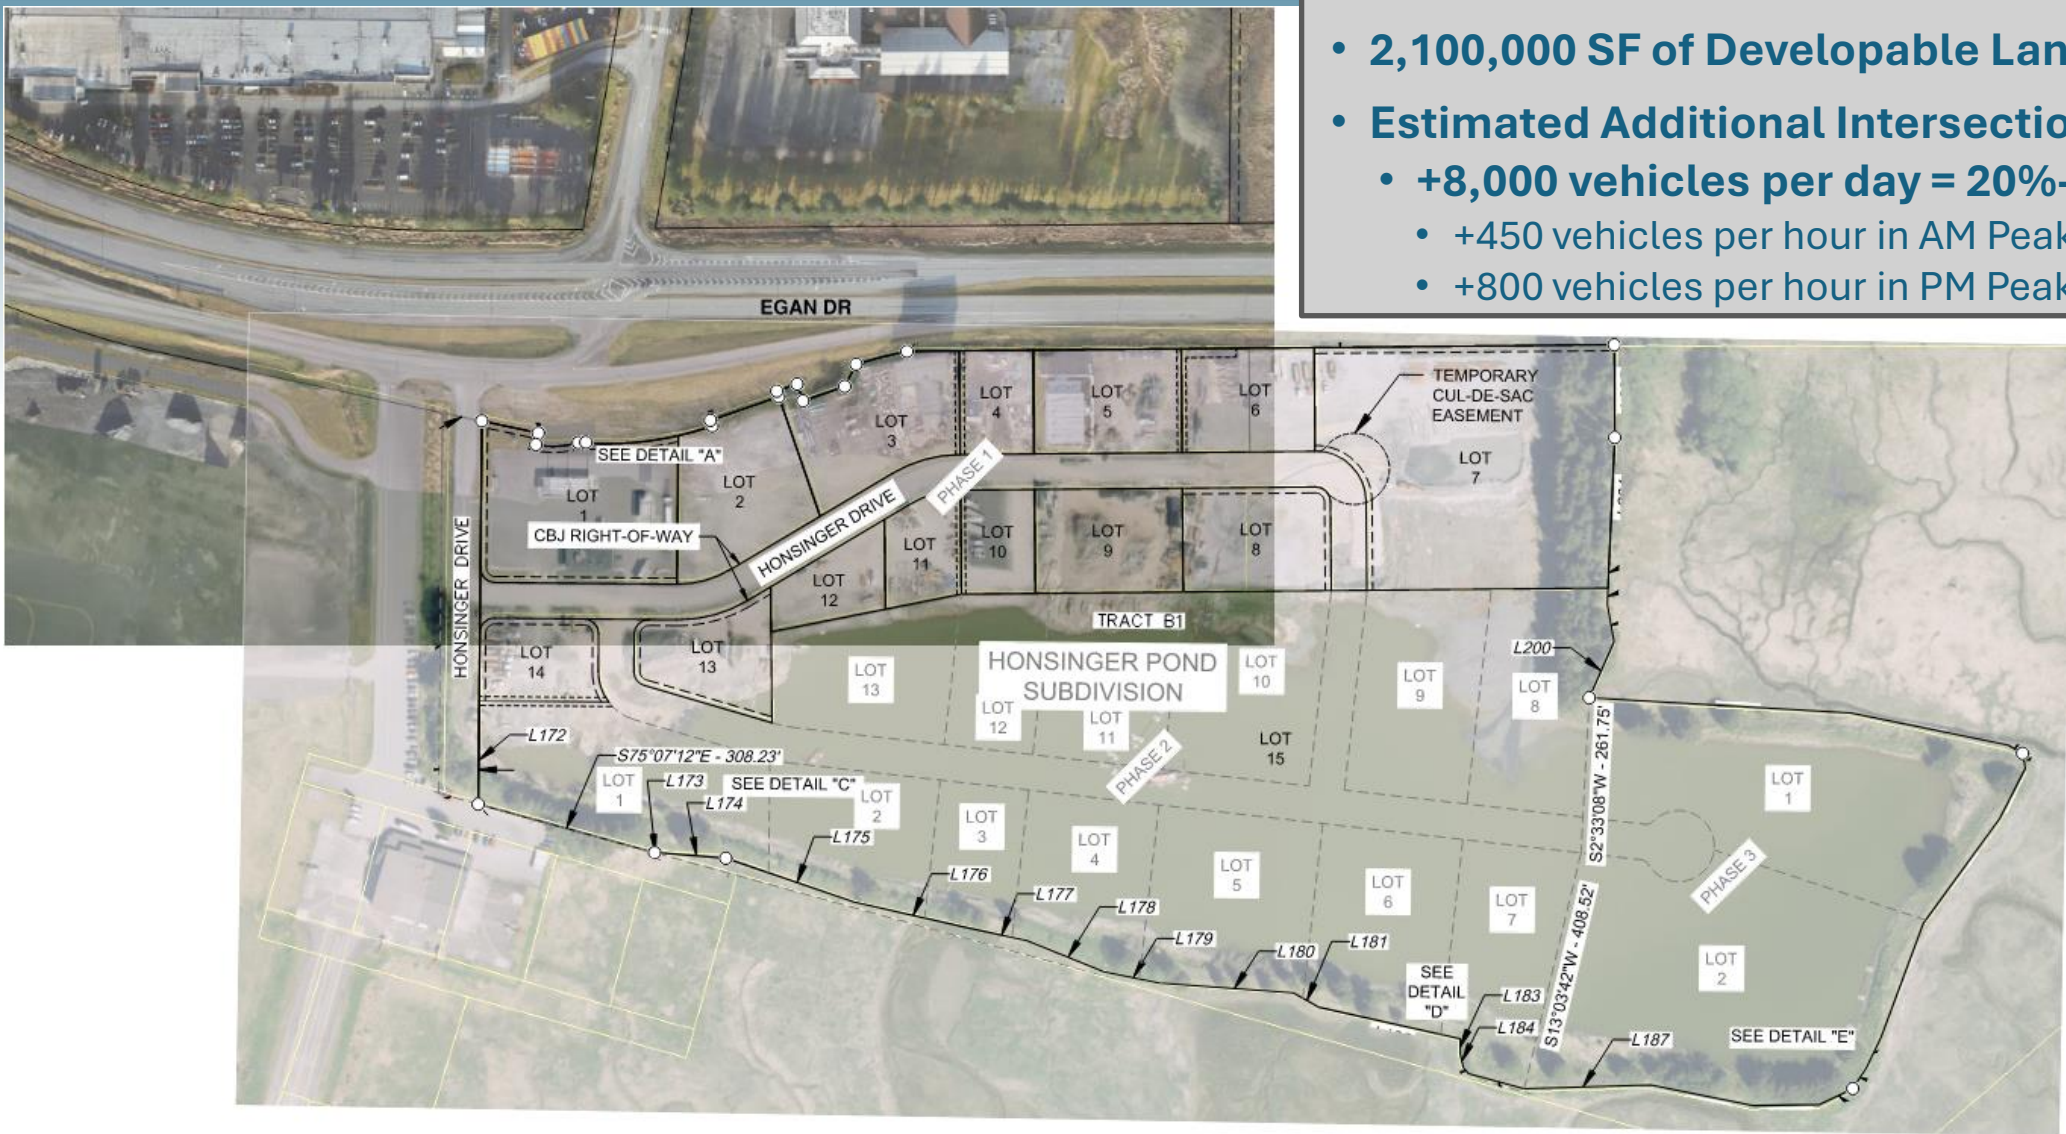 • 2,100,000 SF of Developable Lan
• Estimated Additional Intersectio
• +8,000 vehicles per day = 20%-
• +450 vehicles per hour in AM Peak
• +800 vehicles per hour in PM Peak
EGAN DR
TEMPORARY
CUL-DE-SAC
EASEMENT
LOT
4
LOT
5
LOT
6
LOT
3
SEE DETAIL "A"
LOT
7
LOT
2
PHASE 1
LOT
1
CBJ RIGHT-OF-WAY
HONSINGER DRIVE
HONSINGER DRIVE
LOT
11
LOT
10
LOT
9
LOT
8
LOT
12
TRACT B1
LOT
14
LOT
13
LOT
13
HONSINGER POND
SUBDIVISION
LOT
10
LOT
9
L200
LOT
8
LOT
12
LOT
11
LOT
15
PHASE 2
L172
S75°07'12"E - 308.23'
S2°33'08"W - 261.75'
LOT
1
L173
SEE DETAIL "C"
L174
LOT
2
LOT
1
L175
LOT
3
LOT
4
LOT
5
LOT
6
LOT
7
PHASE 3
L176
L177
L178
L179
L180
L181
S13°03'42"W - 408.52'
LOT
2
SEE
DETAIL
"D"
L183
L184
L187
SEE DETAIL "E"